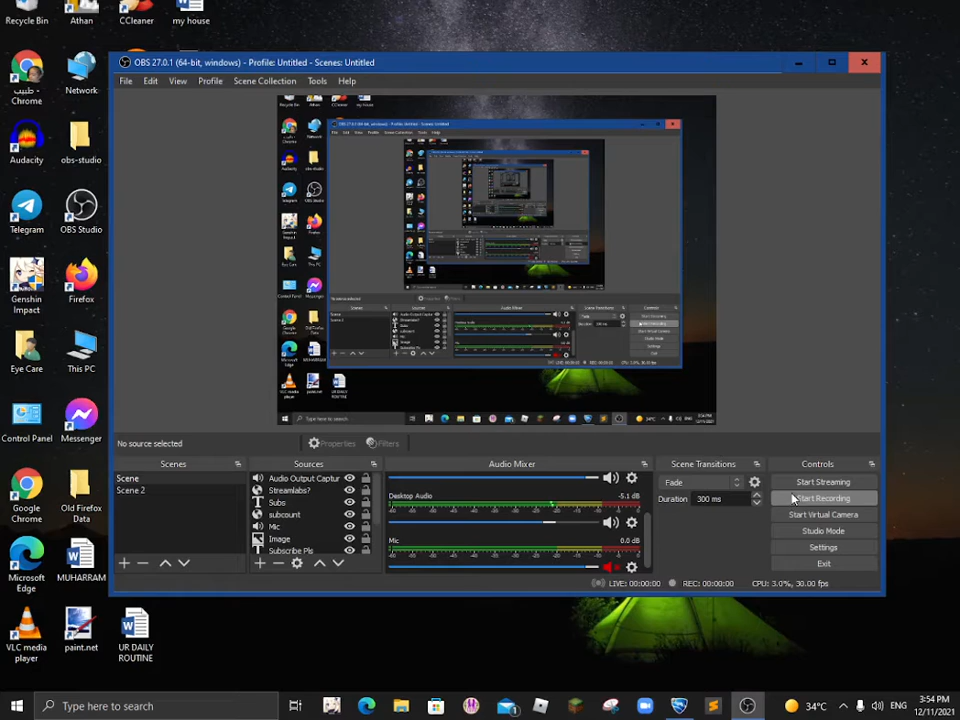 Recycle Bin
Athan
CCleaner
my house
OBS 27.0.1 (64-bit, windows) - Profile: Untitled - Scenes: Untitled
File Edit View Profile Scene Collection Tools Help
طبيب - Chrome
Network
Audacity
obs-studio
Telegram
OBS Studio
Genshin Impact
Firefox
Eye Care
This PC
Control Panel
Messenger
Google Chrome
Old Firefox Data
Microsoft Edge
MUHARRAM
VLC media player
paint.net
UR DAILY ROUTINE
No source selected
Properties
Filters
Scenes
Scene
Scene 2
Sources
Audio Output Captur
Streamlabs?
Subs
subcount
Mic
Image
Subscribe Pls
Audio Mixer
Desktop Audio -5.1 dB
Mic 0.0 dB
Scene Transitions
Fade
Duration 300 ms
Controls
Start Streaming
Start Recording
Start Virtual Camera
Studio Mode
Settings
Exit
LIVE: 00:00:00 REC: 00:00:00 CPU: 3.0%, 30.00 fps
Type here to search
34°C
ENG
3:54 PM
12/11/2021